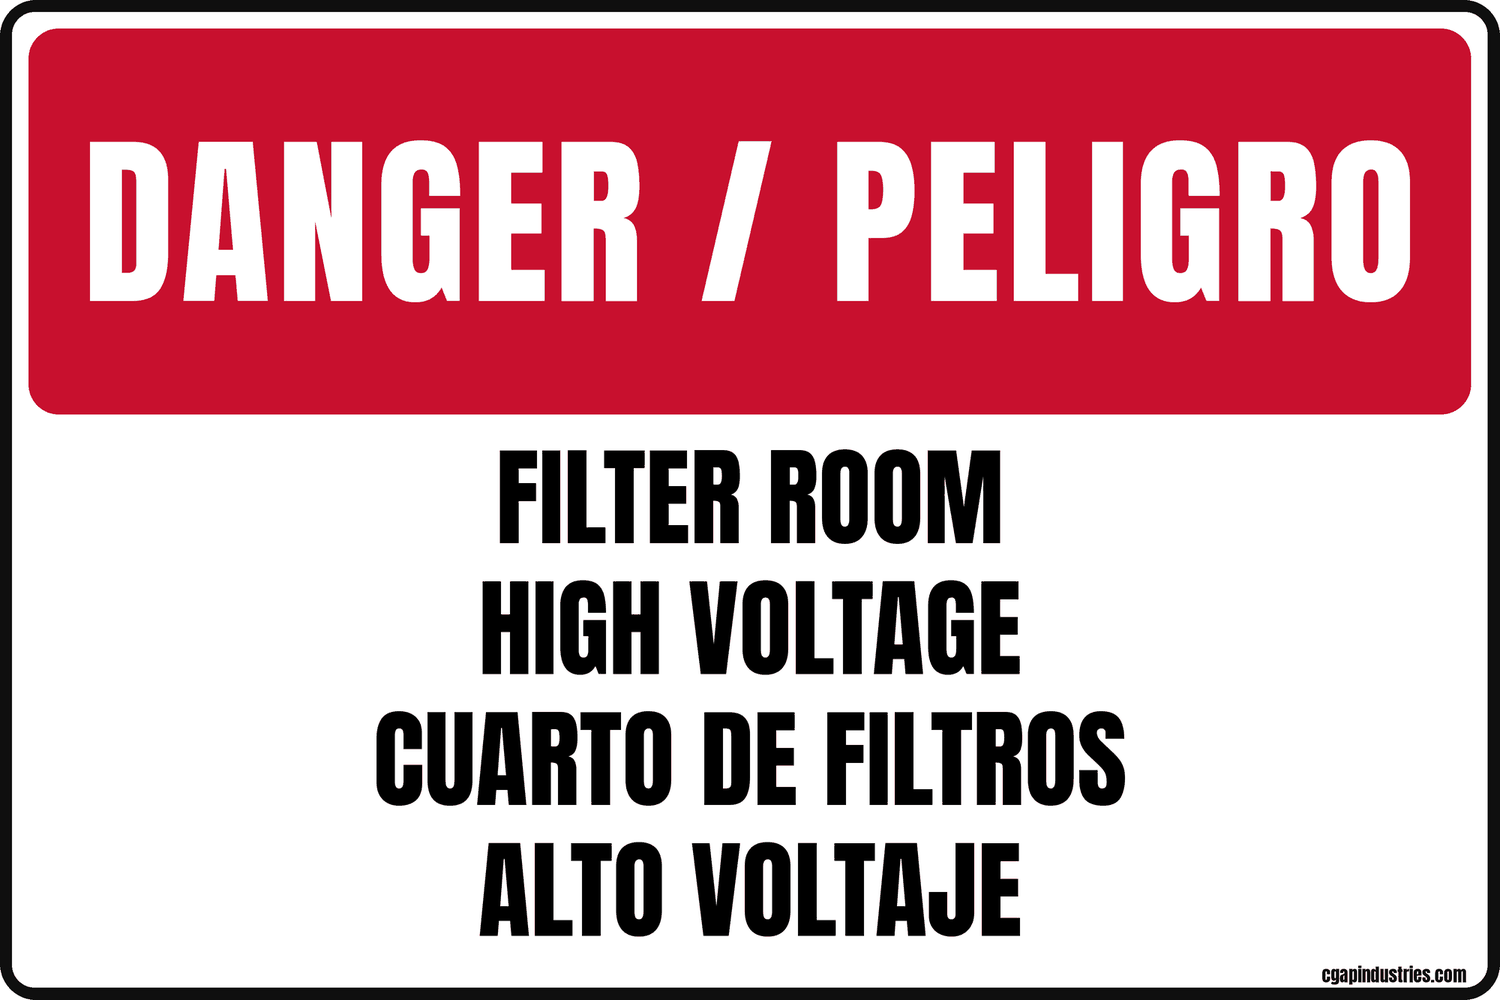 DANGER / PELIGRO
FILTER ROOM
HIGH VOLTAGE
CUARTO DE FILTROS
ALTO VOLTAJE
cgapindustries.com